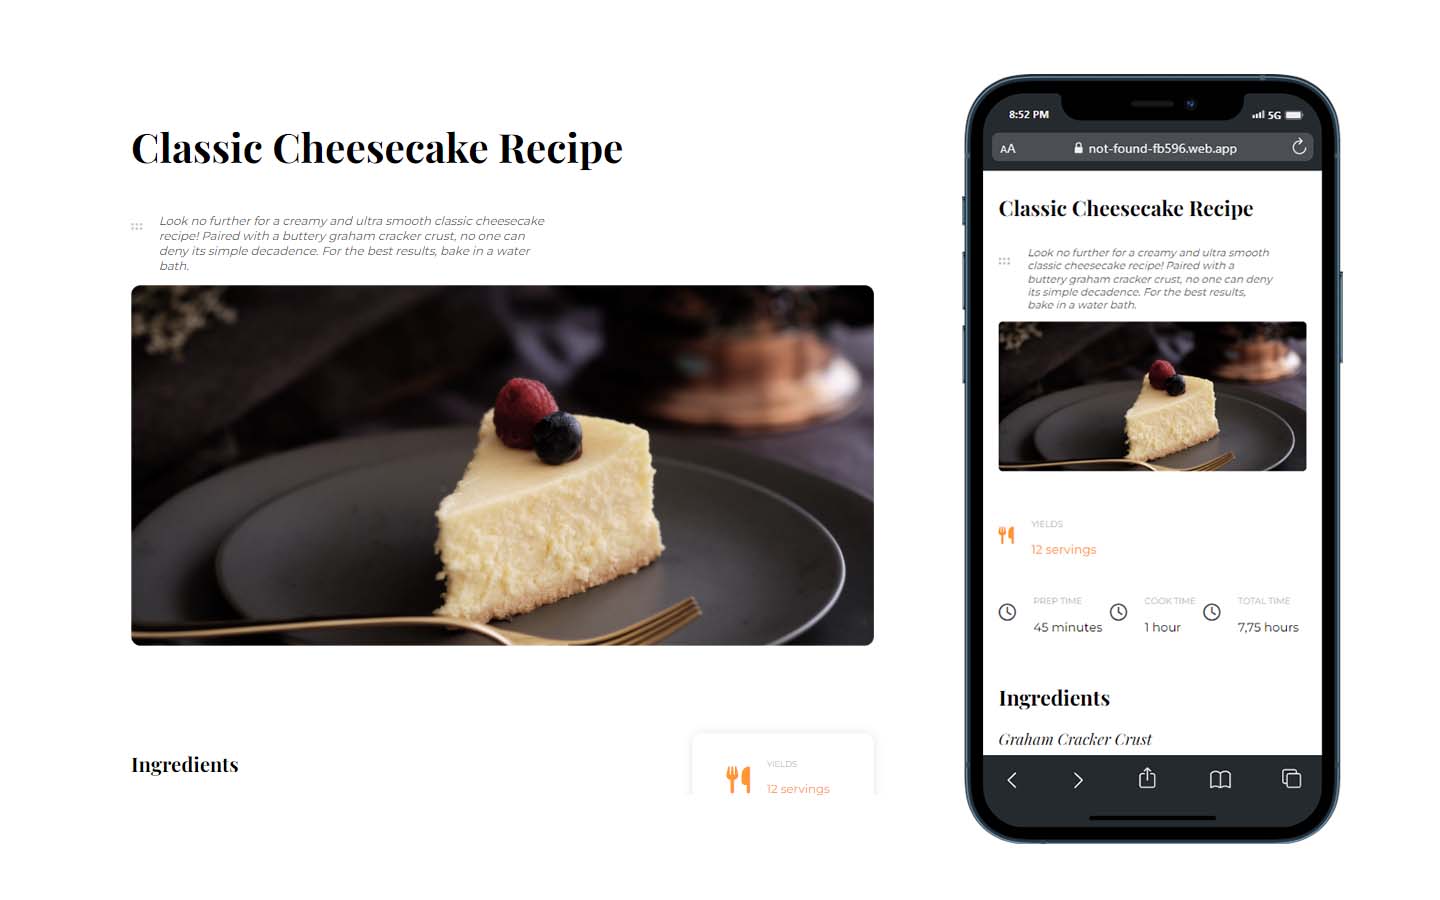 Classic Cheesecake Recipe
Look no further for a creamy and ultra smooth classic cheesecake
recipe! Paired with a buttery graham cracker crust, no one can
deny its simple decadence. For the best results, bake in a water
bath.
Ingredients
YIELDS
12 servings
8:52 PM
5G
AA
not-found-fb596.web.app
Classic Cheesecake Recipe
Look no further for a creamy and ultra smooth
classic cheesecake recipe! Paired with a
buttery graham cracker crust, no one can deny
its simple decadence. For the best results,
bake in a water bath.
YIELDS
12 servings
PREP TIME
45 minutes
COOK TIME
1 hour
TOTAL TIME
7,75 hours
Ingredients
Graham Cracker Crust